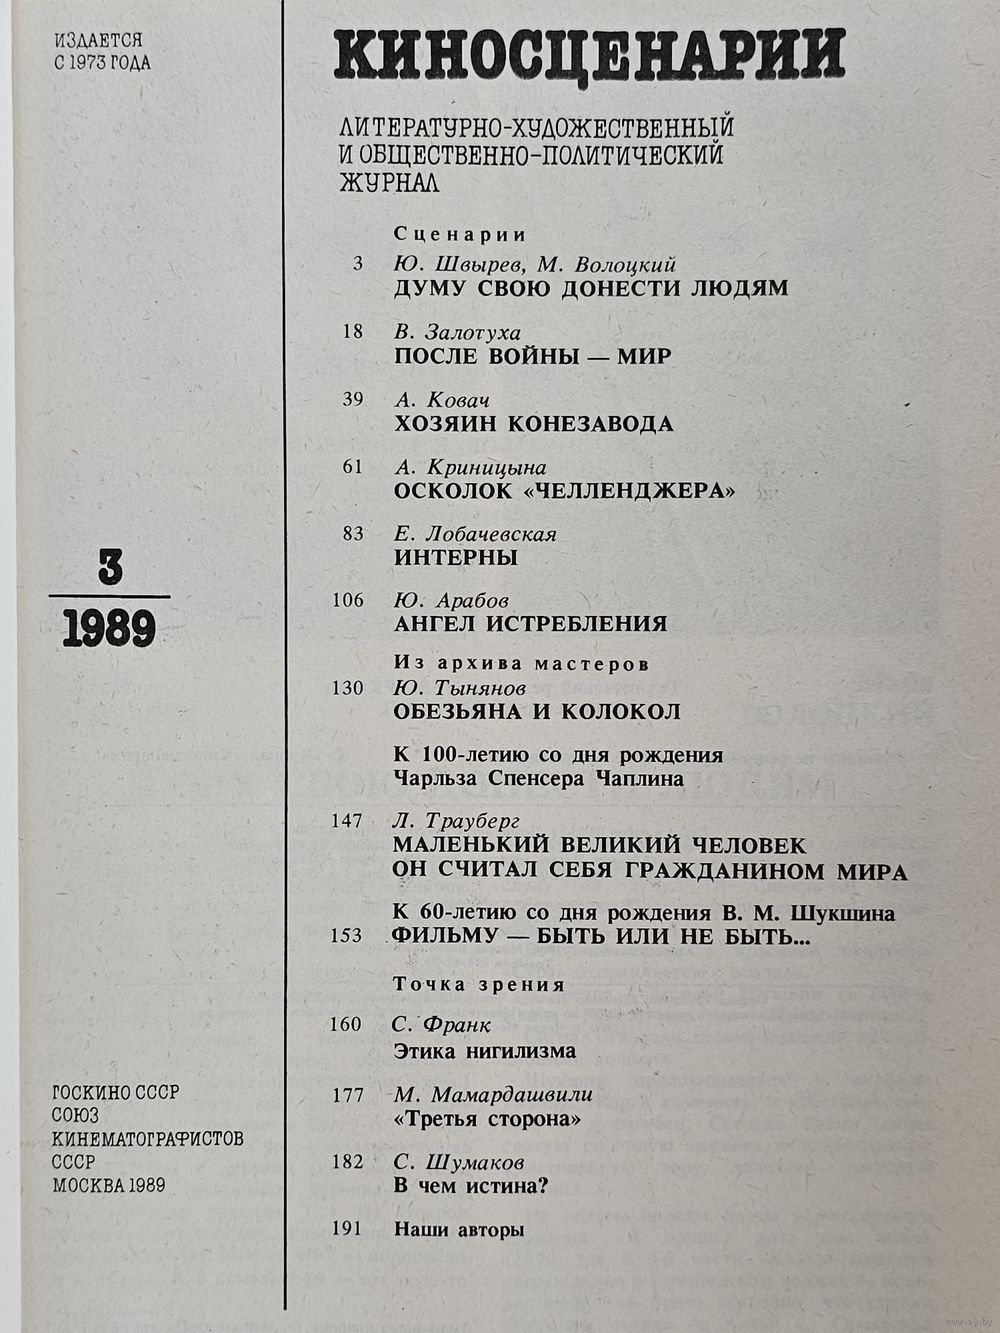 ИЗДАЕТСЯ
С 1973 ГОДА
КИНОСЦЕНАРИИ
ЛИТЕРАТУРНО-ХУДОЖЕСТВЕННЫЙ
И ОБЩЕСТВЕННО-ПОЛИТИЧЕСКИЙ
ЖУРНАЛ
Сценарии
3 Ю. Швырев, М. Волоцкий
ДУМУ СВОЮ ДОНЕСТИ ЛЮДЯМ
18 В. Залотуха
ПОСЛЕ ВОЙНЫ — МИР
39 А. Ковач
ХОЗЯИН КОНЕЗАВОДА
61 А. Криницына
ОСКОЛОК «ЧЕЛЛЕНДЖЕРА»
83 Е. Лобачевская
ИНТЕРНЫ
106 Ю. Арабов
АНГЕЛ ИСТРЕБЛЕНИЯ
Из архива мастеров
130 Ю. Тынянов
ОБЕЗЬЯНА И КОЛОКОЛ
К 100-летию со дня рождения
Чарльза Спенсера Чаплина
147 Л. Трауберг
МАЛЕНЬКИЙ ВЕЛИКИЙ ЧЕЛОВЕК
ОН СЧИТАЛ СЕБЯ ГРАЖДАНИНОМ МИРА
К 60-летию со дня рождения В. М. Шукшина
153 ФИЛЬМУ — БЫТЬ ИЛИ НЕ БЫТЬ...
Точка зрения
160 С. Франк
Этика нигилизма
177 М. Мамардашвили
«Третья сторона»
182 С. Шумаков
В чем истина?
191 Наши авторы
3
1989
ГОСКИНО СССР
СОЮЗ
КИНЕМАТОГРАФИСТОВ
СССР
МОСКВА 1989
www.ay.by